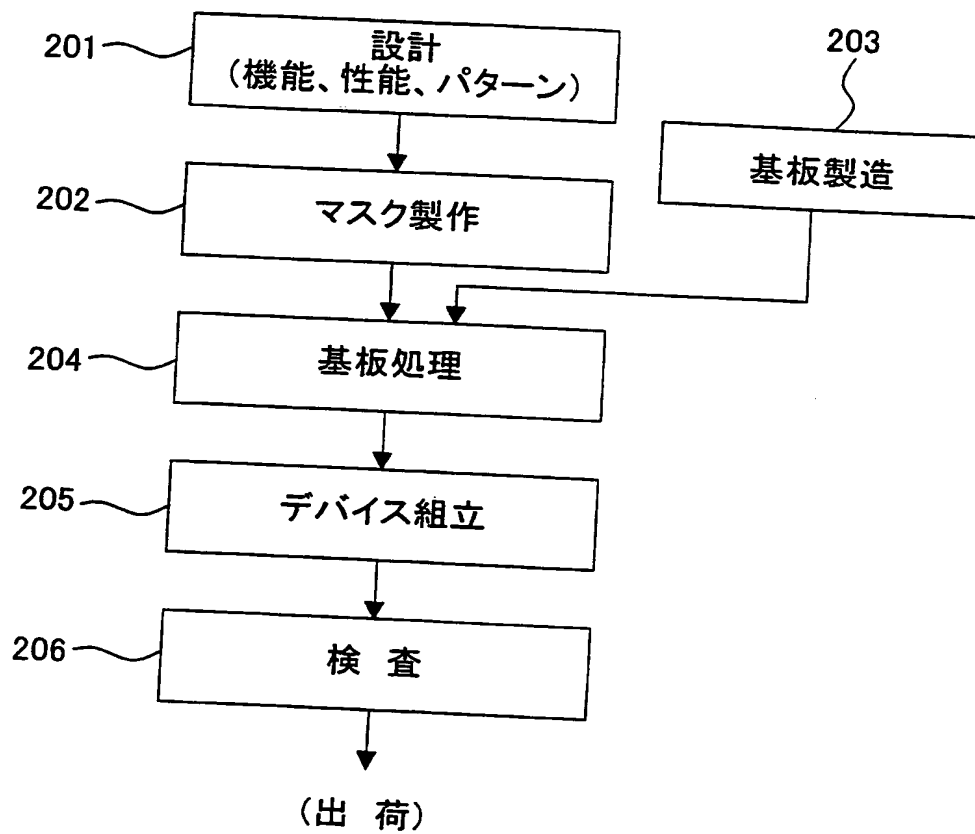 201
設計
(機能、性能、パターン)
203
基板製造
202
マスク製作
204
基板処理
205
デバイス組立
206
検 査
(出 荷)